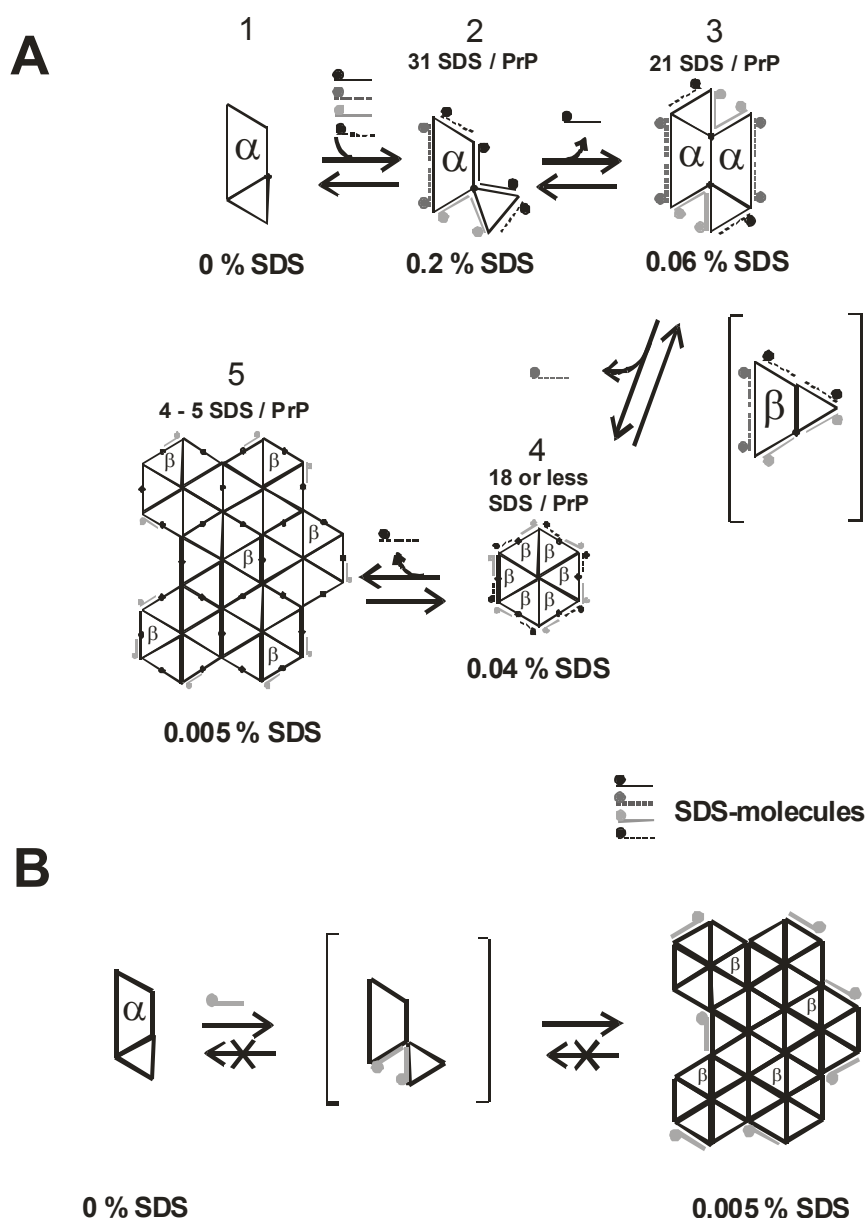 A
1
2
31 SDS / PrP
3
21 SDS / PrP
α
α
α
α
0 % SDS
0.2 % SDS
0.06 % SDS
β
5
4 - 5 SDS / PrP
4
18 or less
SDS / PrP
β
β
β
β
β
β
β
β
β
β
β
β
0.04 % SDS
0.005 % SDS
SDS-molecules
B
α
β
β
β
β
0 % SDS
0.005 % SDS